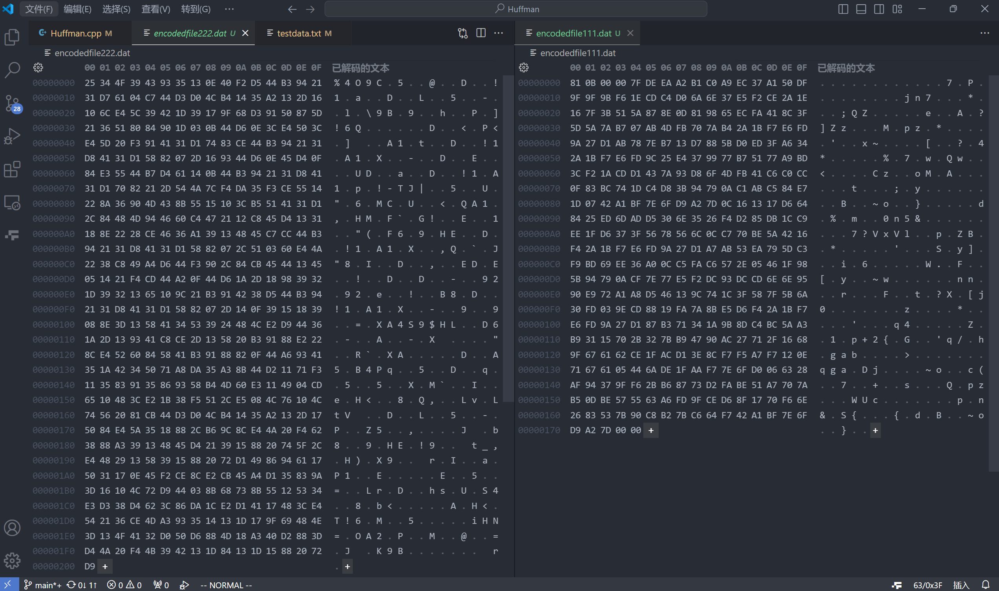 文件(F) 编辑(E) 选择(S) 查看(V) 转到(G) ··· Huffman
Huffman.cpp M encodedfile222.dat U testdata.txt M
encodedfile222.dat
00 01 02 03 04 05 06 07 08 09 0A 0B 0C 0D 0E 0F 已解码的文本
00000000 25 34 4F 39 43 93 35 13 0E 40 F2 D5 44 B3 94 21 %4O9C.5..@..D..!
00000010 31 D7 61 04 C7 44 D3 D0 4C B4 14 35 A2 13 2D 16 1.a..D..L..5..-.
00000020 10 6C E4 5C 39 42 1D 39 17 9F 68 D3 91 50 87 5D .l.\9B.9..h..P.]
00000030 21 36 51 80 84 90 1D 03 0B 44 D6 0E 3C E4 50 3C !6Q......D..<.P<
00000040 E4 5D 20 F3 91 41 31 D1 74 83 CE 44 B3 94 21 31 .] ..A1.t..D..!1
00000050 D8 41 31 D1 58 82 07 2D 16 93 44 D6 0E 45 D4 0F .A1.X..-..D..E..
00000060 84 E3 55 44 B7 D4 61 14 0B 44 B3 94 21 31 D8 41 ..UD..a..D..!1.A
00000070 31 D1 70 82 21 2D 54 4A 7C F4 DA 35 F3 CE 55 14 1.p.!-TJ|..5..U.
00000080 22 8A 36 90 4D 43 8B 55 15 10 3C B5 51 41 31 D1 ".6.MC.U..<.QA1.
00000090 2C 84 48 4D 94 46 60 C4 47 21 12 C8 45 D4 13 31 ,.HM.F`.G!..E..1
000000A0 18 8E 22 28 CE 46 36 A1 39 13 48 45 C7 CC 44 B3 .."(.F6.9.HE..D.
000000B0 94 21 31 D8 41 31 D1 58 82 07 2C 51 03 60 E4 4A .!1.A1.X..,Q.`.J
000000C0 22 38 C8 49 A4 D6 44 F3 90 2C 84 CB 45 44 13 45 "8.I..D..,..ED.E
000000D0 05 14 21 F4 CD 44 A2 0F 44 D6 1A 2D 18 98 39 32 ..!..D..D..-..92
000000E0 1D 39 32 13 65 10 9C 21 B3 91 42 38 D5 44 B3 94 .92.e..!..B8.D..
000000F0 21 31 D8 41 31 D1 58 82 07 2D 14 0F 39 15 18 39 !1.A1.X..-..9..9
00000100 08 8E 3D 13 58 41 34 53 39 24 48 4C E2 D9 44 36 ..=.XA4S9$HL..D6
00000110 1A 2D 13 93 41 C8 CE 2D 13 58 20 B3 91 88 E2 22 .-..A..-.X ...."
00000120 8C E4 52 60 84 58 41 B3 91 88 82 0F 44 A6 93 41 ..R`.XA.....D..A
00000130 35 1A 42 34 50 71 A8 DA 35 A3 8B 44 D2 11 71 F3 5.B4Pq..5..D..q.
00000140 11 35 83 91 35 86 93 58 B4 4D 60 E3 11 49 04 CD .5..5..X.M`..I..
00000150 65 10 48 3C E2 1B 38 F5 51 2C E5 08 4C 76 10 4C e.H<..8.Q,..Lv.L
00000160 74 56 20 81 CB 44 D3 D0 4C B4 14 35 A2 13 2D 17 tV ..D..L..5..-.
00000170 50 84 E4 5A 35 18 88 2C B6 9C 8C E4 4A 20 F4 62 P..Z5..,....J .b
00000180 38 88 A3 39 13 48 45 D4 21 39 15 88 20 74 5F 2C 8..9.HE.!9.. t_,
00000190 E4 48 29 13 58 39 15 88 20 72 D1 49 86 94 61 17 .H).X9.. r.I..a.
000001A0 50 31 17 0E 45 F2 CE 8C E2 CB 45 A4 D1 35 83 9A P1..E.....E..5..
000001B0 3D 16 10 4C 72 D9 44 03 8B 68 73 8B 55 12 53 34 =..Lr.D..hs.U.S4
000001C0 E3 D3 38 D4 62 3C 86 DA 1C E2 D1 41 17 48 3C E4 ..8.b<.....A.H<.
000001D0 54 21 36 CE 4D A3 93 35 14 13 1D 17 9F 69 48 4E T!6.M..5.....iHN
000001E0 3D 13 4F 41 32 D0 50 D6 88 4D 18 A3 40 D2 88 3D =.OA2.P..M..@..=
000001F0 D4 4A 20 F4 4B 39 42 13 1D 84 13 1D 15 88 20 72 .J .K9B....... r
00000200 D9 + .+
encodedfile111.dat U
encodedfile111.dat
00 01 02 03 04 05 06 07 08 09 0A 0B 0C 0D 0E 0F 已解码的文本
00000000 81 0B 00 00 7F DE EA A2 B1 C0 A9 EC 37 A1 50 DF ............7.P.
00000010 9F 9F 9B F6 1E CD C4 D0 6A 6E 37 E5 F2 CE 2A 1E ........jn7...*.
00000020 16 7F 3B 51 5A 87 8E 0D 81 98 65 EC FA 41 8C 3F ..;QZ.....e..A.?
00000030 5D 5A 7A B7 07 AB 4D FB 70 7A B4 2A 1B F7 E6 FD ]Zz...M.pz.*....
00000040 9A 27 D1 AB 78 7E B7 13 D7 88 5B D0 ED 3F A6 34 .'..x~....[..?.4
00000050 2A 1B F7 E6 FD 9C 25 E4 37 99 77 B7 51 77 A9 BD *.....%.7.w.Qw..
00000060 3C F2 1A CD D1 43 7A 93 D8 6F 4D FB 41 C6 C0 CC <....Cz..oM.A...
00000070 0F 83 BC 74 1D C4 D8 3B 94 79 0A C1 AB C5 84 E7 ...t...;.y......
00000080 1D 07 42 A1 BF 7E 6F D9 A2 7D 0C 16 13 17 D6 64 ..B..~o..}.....d
00000090 84 25 ED 6D AD D5 30 6E 35 26 F4 D2 85 DB 1C C9 .%.m..0n5&......
000000A0 EE 1F D6 37 3F 56 78 56 6C 0C C7 70 BE 5A 42 16 ...7?VxVl..p.ZB.
000000B0 F4 2A 1B F7 E6 FD 9A 27 D1 A7 AB 53 EA 79 5D C3 .*.....'...S.y].
000000C0 F9 BD 69 EE 36 A0 0C C5 FA C6 57 2E 05 46 1F 98 ..i.6.....W..F..
000000D0 5B 94 79 0A CF 7E 77 E5 F2 DC 93 DC CD 6E 6E 95 [.y..~w......nn.
000000E0 90 E9 72 A1 A8 D5 46 13 9C 74 1C 3F 58 7F 5B 6A ..r...F..t.?X.[j
000000F0 30 FD 03 9E CD 88 19 FA 7A 8B E5 D6 F4 2A 1B F7 0.......z....*..
00000100 E6 FD 9A 27 D1 87 B3 71 34 1A 9B 8D C4 BC 5A A3 ...'...q4.....Z.
00000110 B9 31 15 70 2B 32 7B B9 47 90 AC 27 71 2F 16 68 .1.p+2{.G..'q/.h
00000120 9F 67 61 62 CE 1F AC D1 3E 8C F7 F5 A7 F7 12 0E .gab....>.......
00000130 71 67 61 05 44 6A DE 1F AA F7 7E 6F D0 06 63 28 qga.Dj....~o..c(
00000140 AF 94 37 9F F6 2B B6 87 73 D2 FA BE 51 A7 70 7A ..7..+..s...Q.pz
00000150 B5 0D BE 57 55 63 A6 FD 9F CE D6 8F 17 70 F6 6E ...WUc.......p.n
00000160 26 83 53 7B 90 C8 B2 7B C6 64 F7 42 A1 BF 7E 6F &.S{...{.d.B..~o
00000170 D9 A2 7D 00 00 + ..}..+
28
main*+ 0↓ 1↑ 0 0 0 -- NORMAL -- 63/0x3F 插入